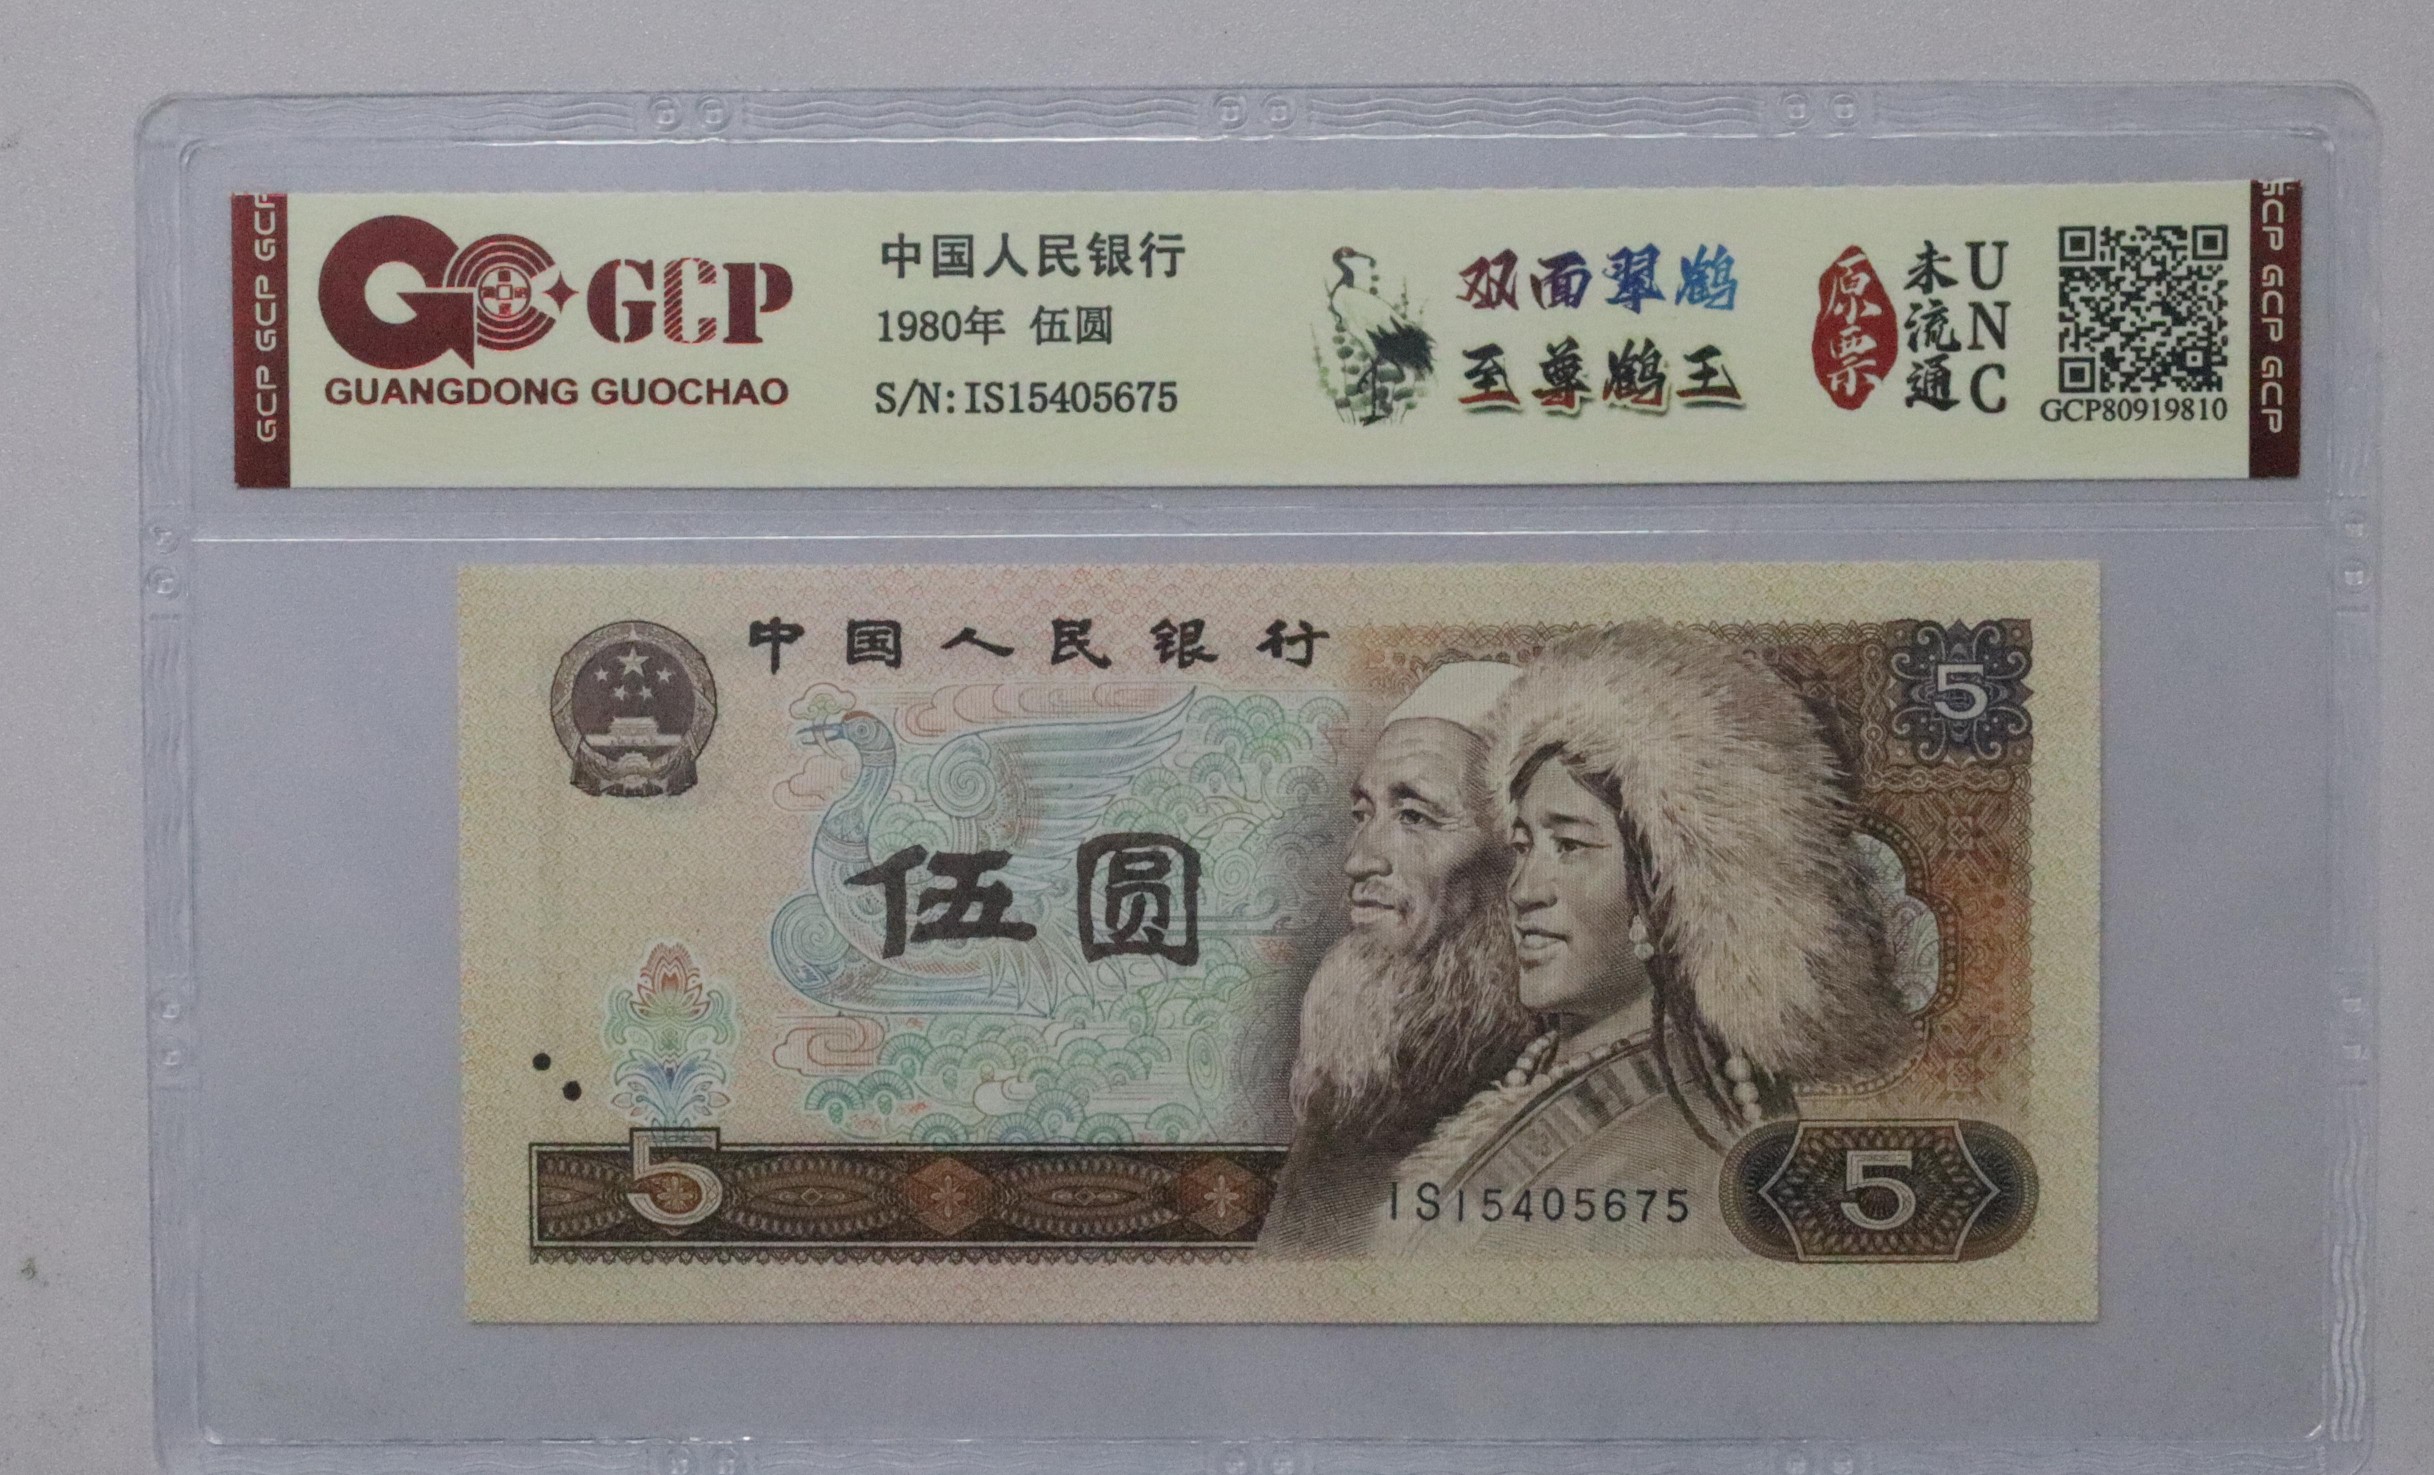 GCP GCP GCP
GCP
GUANGDONG GUOCHAO
中国人民银行
1980年 伍圆
S/N:IS15405675
双面翠鹤
至尊鹤王
原票
未流通
UNC
GCP80919810
GCP GCP GCP
中国人民银行
5
伍圆
5
IS15405675
5